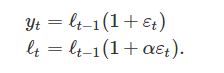 yₜ = ℓₜ₋₁(1 + εₜ)
ℓₜ = ℓₜ₋₁(1 + αεₜ).